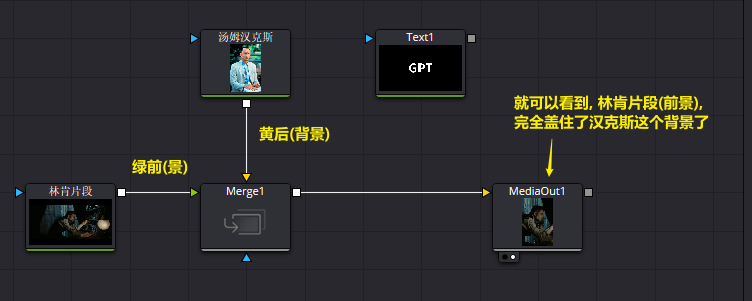 汤姆汉克斯
Text1
GPT
就可以看到, 林肯片段(前景),
完全盖住了汉克斯这个背景了
黄后(背景)
绿前(景)
林肯片段
Merge1
MediaOut1